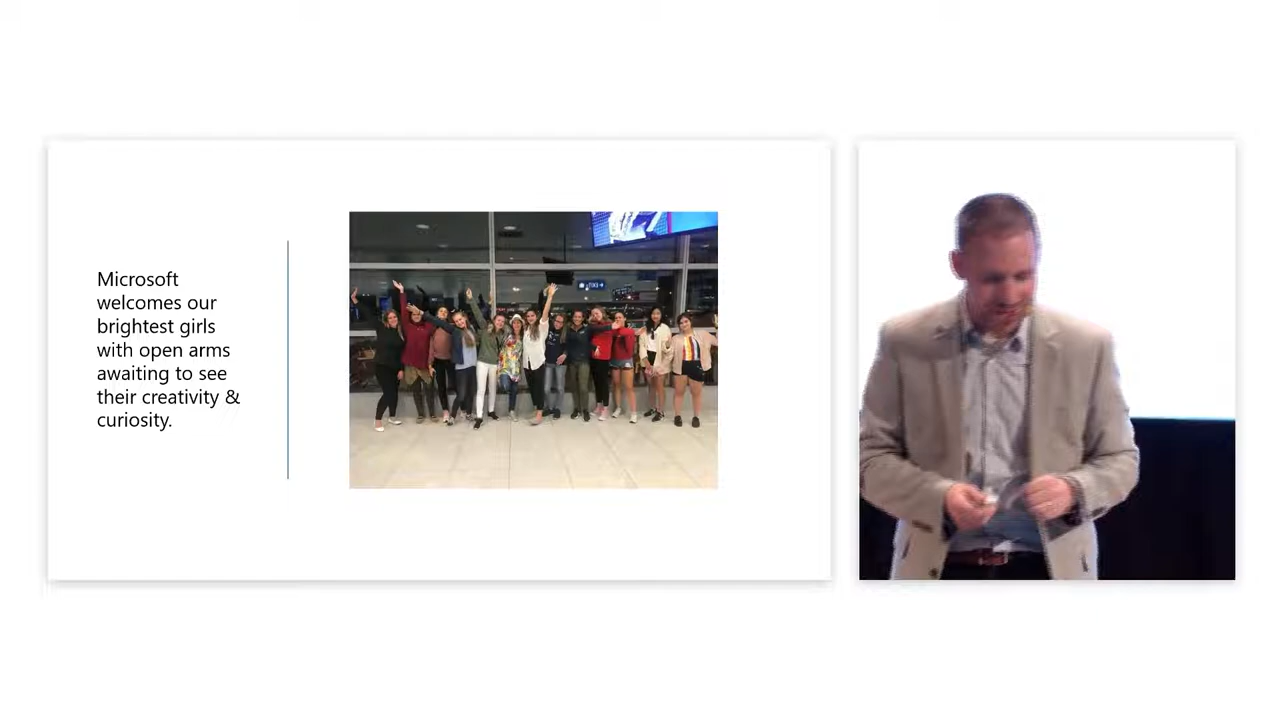 Microsoft
welcomes our
brightest girls
with open arms
awaiting to see
their creativity &
curiosity.